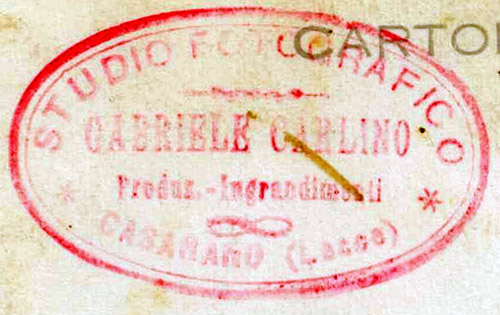 CARTOL
STUDIO FOTOGRAFICO
GABRIELE CARLINO
Produz.-Ingrandimenti
* CASARANO (Lecce) *